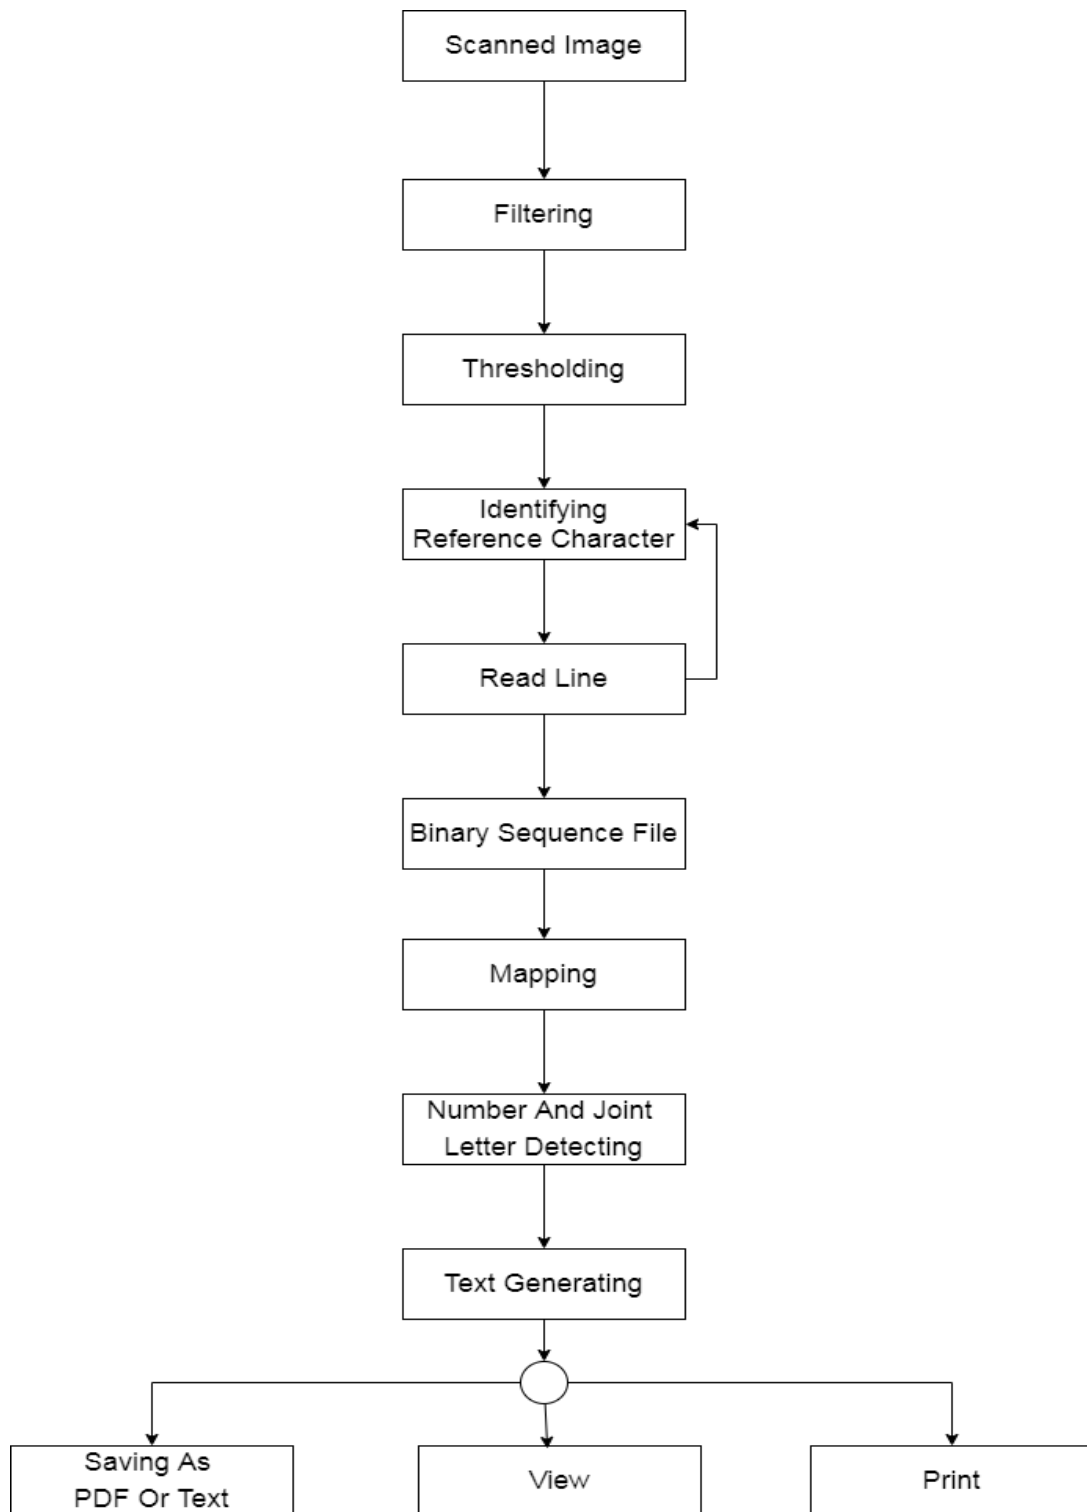 Scanned Image
Filtering
Thresholding
Identifying
Reference Character
Read Line
Binary Sequence File
Mapping
Number And Joint
Letter Detecting
Text Generating
Saving As
PDF Or Text
View
Print